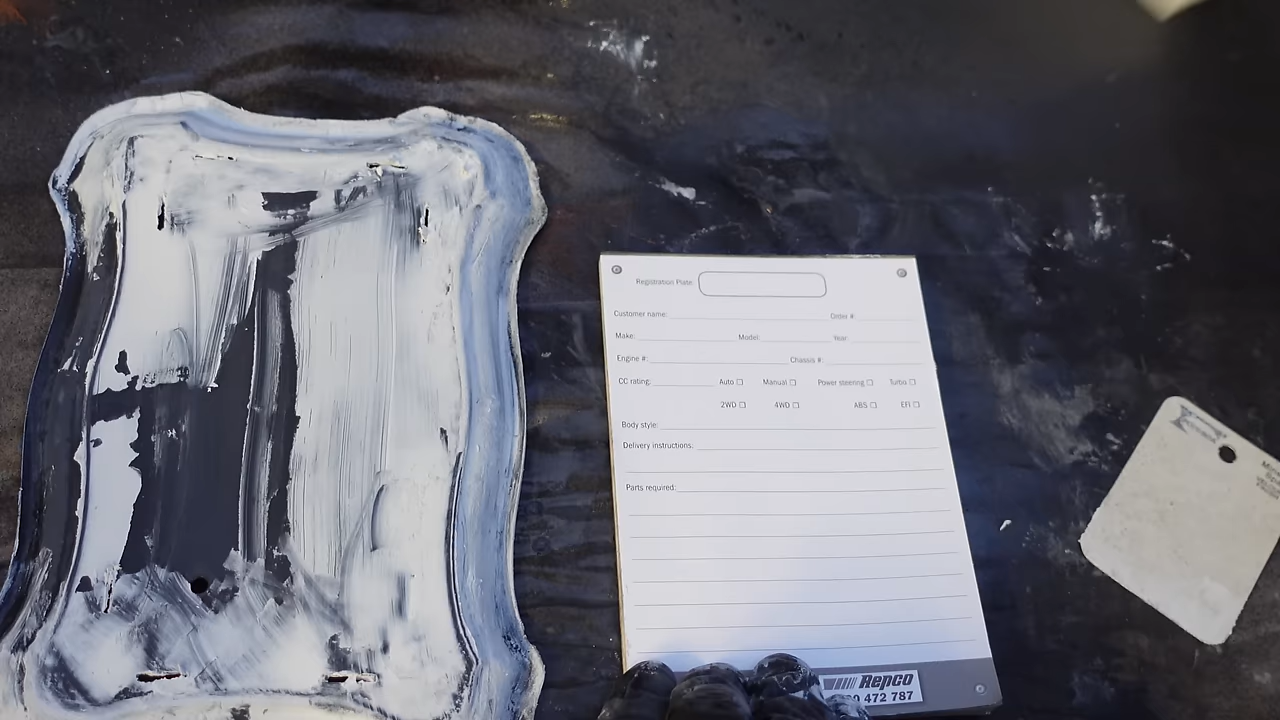 Registration Plate:
Customer name: Order #:
Make: Model: Year:
Engine #: Chassis #:
CC rating: Auto Manual Power steering Turbo
2WD 4WD ABS EFI
Body style:
Delivery instructions:
Parts required:
Repco
0 472 787